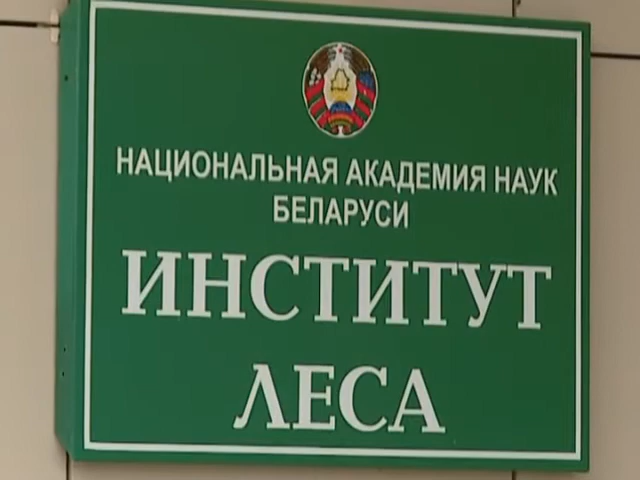 НАЦИОНАЛЬНАЯ АКАДЕМИЯ НАУК
БЕЛАРУСИ
ИНСТИТУТ
ЛЕСА